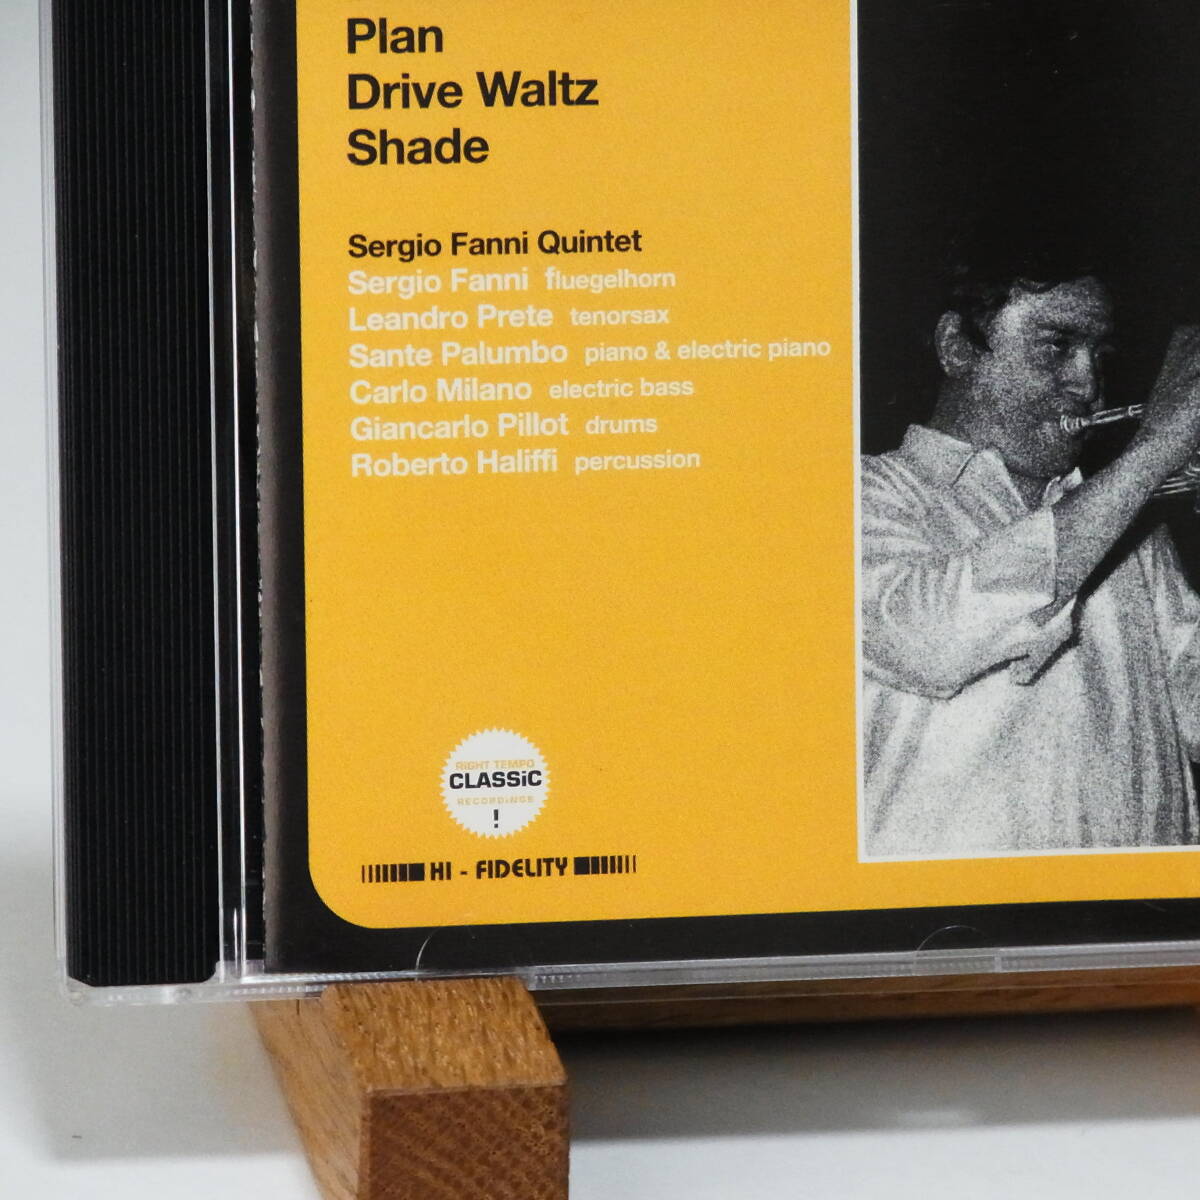 Plan
Drive Waltz
Shade
Sergio Fanni Quintet
Sergio Fanni fluegelhorn
Leandro Prete tenorsax
Sante Palumbo piano & electric piano
Carlo Milano electric bass
Giancarlo Pillot drums
Roberto Haliffi percussion
RiGHT TEMPO
CLASSiC
RECORDiNGS
!
HI - FIDELITY